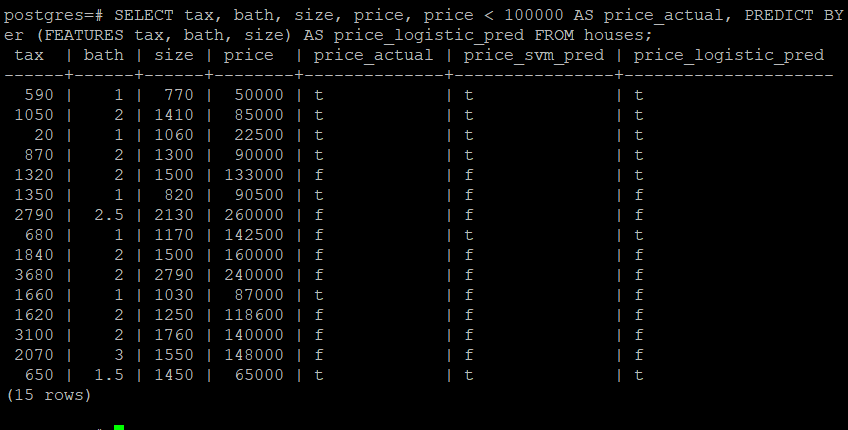 postgres=# SELECT tax, bath, size, price, price < 100000 AS price_actual, PREDICT BY
er (FEATURES tax, bath, size) AS price_logistic_pred FROM houses;
 tax  | bath | size | price  | price_actual | price_svm_pred | price_logistic_pred
------+------+------+--------+--------------+----------------+---------------------
  590 |    1 |  770 |  50000 | t            | t              | t
 1050 |    2 | 1410 |  85000 | t            | t              | t
   20 |    1 | 1060 |  22500 | t            | t              | t
  870 |    2 | 1300 |  90000 | t            | t              | t
 1320 |    2 | 1500 | 133000 | f            | f              | t
 1350 |    1 |  820 |  90500 | t            | f              | f
 2790 |  2.5 | 2130 | 260000 | f            | f              | f
  680 |    1 | 1170 | 142500 | f            | t              | t
 1840 |    2 | 1500 | 160000 | f            | f              | f
 3680 |    2 | 2790 | 240000 | f            | f              | f
 1660 |    1 | 1030 |  87000 | t            | f              | f
 1620 |    2 | 1250 | 118600 | f            | f              | f
 3100 |    2 | 1760 | 140000 | f            | f              | f
 2070 |    3 | 1550 | 148000 | f            | f              | f
  650 |  1.5 | 1450 |  65000 | t            | t              | t
(15 rows)